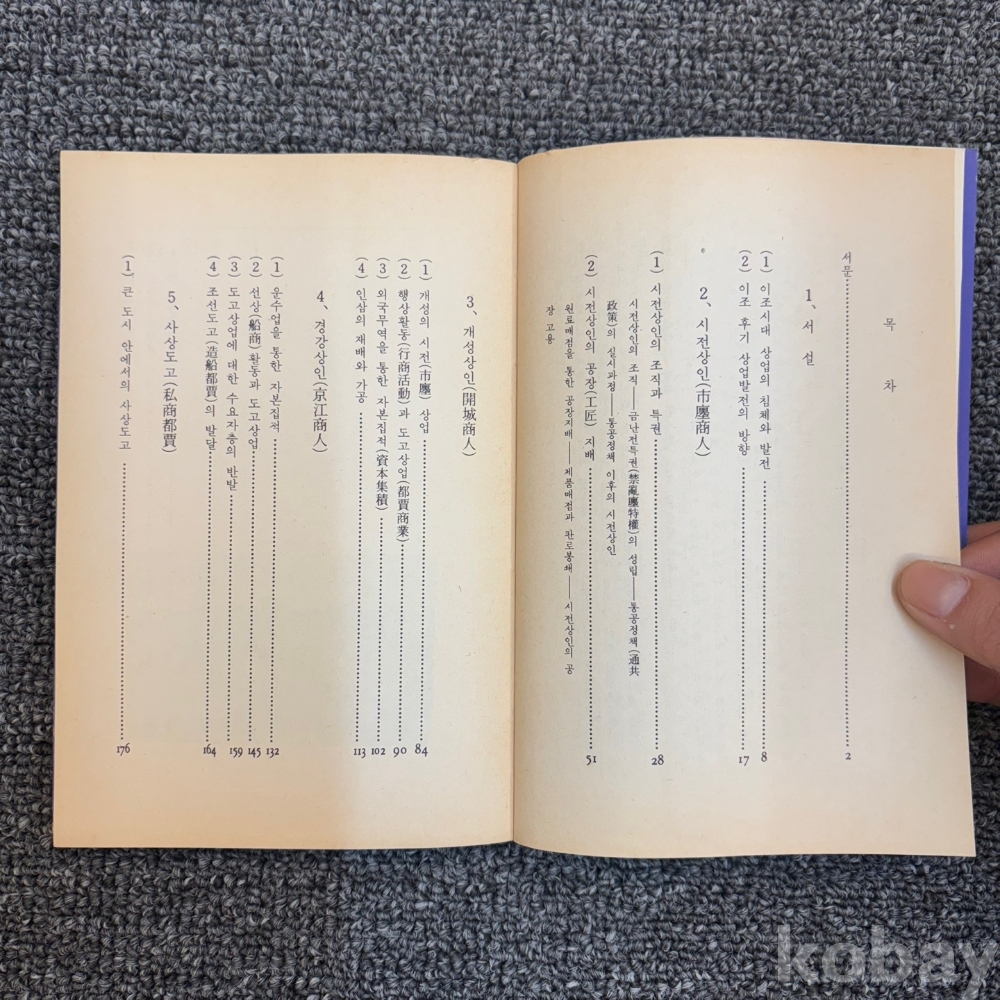 목 차
서문 2
1、서 설
(1) 이조시대 상업의 침체와 발전 8
(2) 이조 후기 상업발전의 방향 17
2、시전상인(市廛商人)
(1) 시전상인의 조직과 특권 28
시전상인의 조직——금난전특권(禁亂廛特權)의 성립——통공정책(通共
政策)의 실시과정——통공정책 이후의 시전상인
(2) 시전상인의 공장(工匠) 지배 51
원료매점을 통한 공장지배——제품매점과 판로봉쇄——시전상인의 공
장 고용
3、개성상인(開城商人)
(1) 개성의 시전(市廛) 상업 84
(2) 행상활동(行商活動)과 도고상업(都賈商業) 90
(3) 외국무역을 통한 자본집적(資本集積) 102
(4) 인삼의 재배와 가공 113
4、경강상인(京江商人)
(1) 운수업을 통한 자본집적 132
(2) 선상(船商)활동과 도고상업 145
(3) 도고상업에 대한 수요자층의 반발 159
(4) 조선도고(造船都賈)의 발달 164
5、사상도고(私商都賈)
(1) 큰 도시 안에서의 사상도고 176
kobay